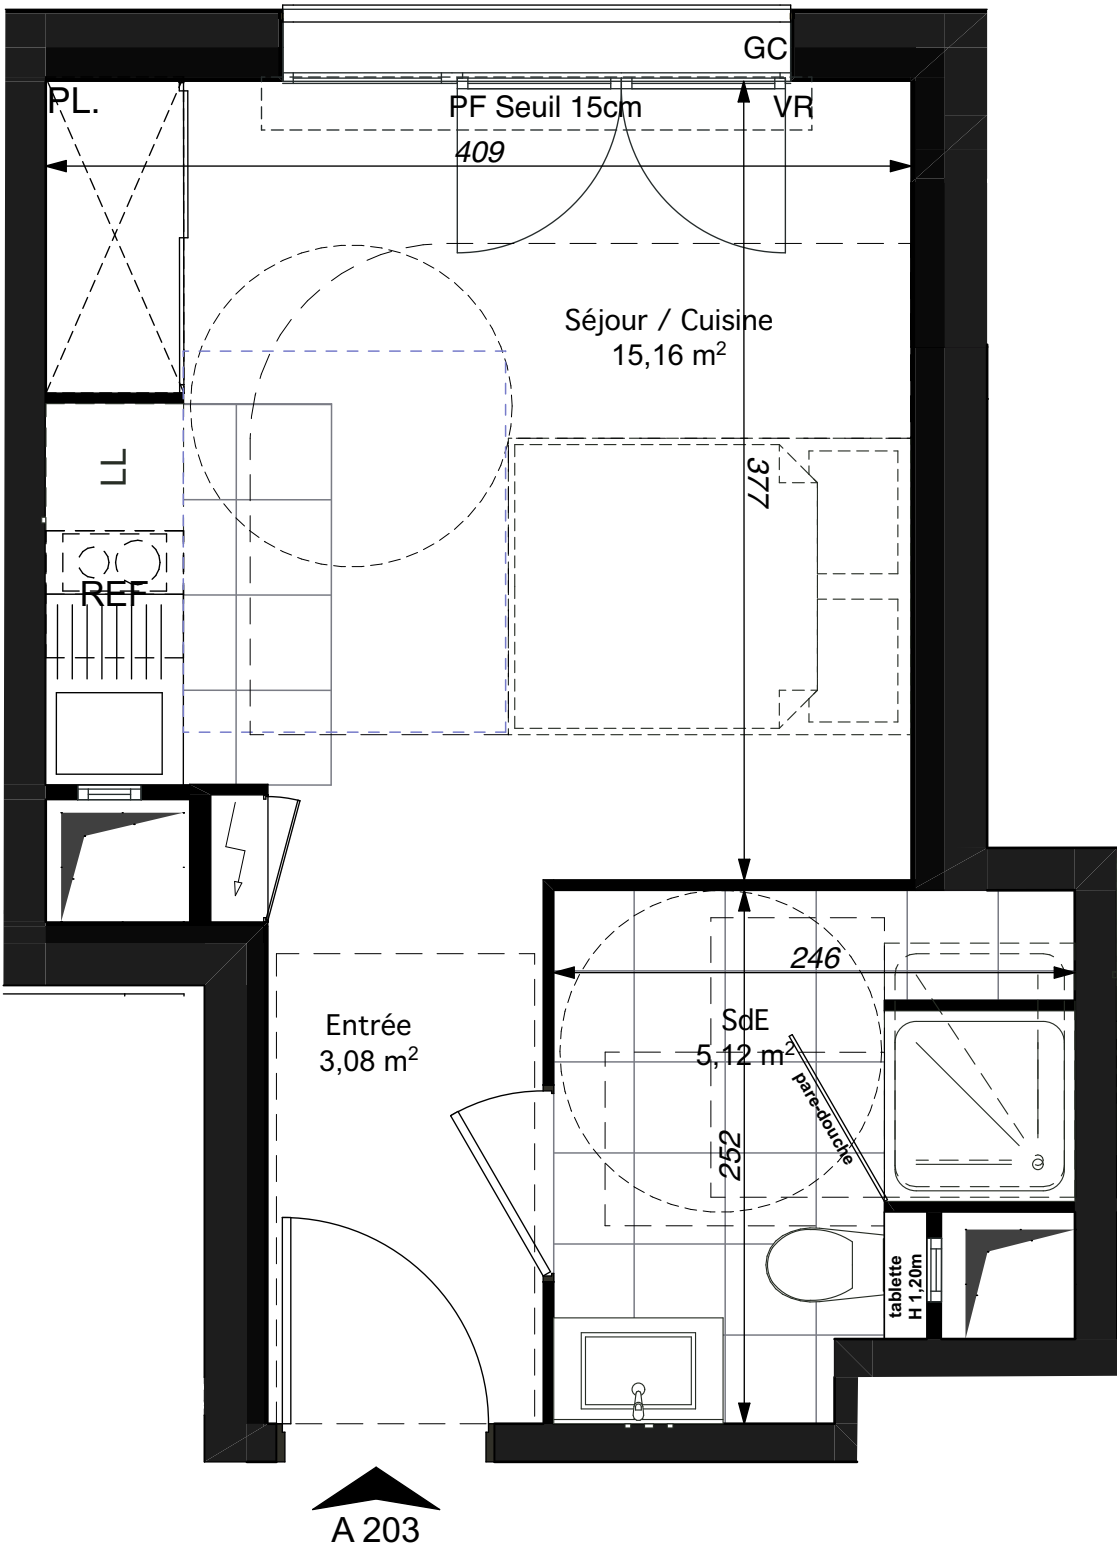 GC
PL.
PF Seuil 15cm
VR
409
Séjour / Cuisine
15,16 m²
377
LL
REF
246
Entrée
3,08 m²
SdE
5,12 m²
pare-douche
252
tablette
H 1,20m
A 203